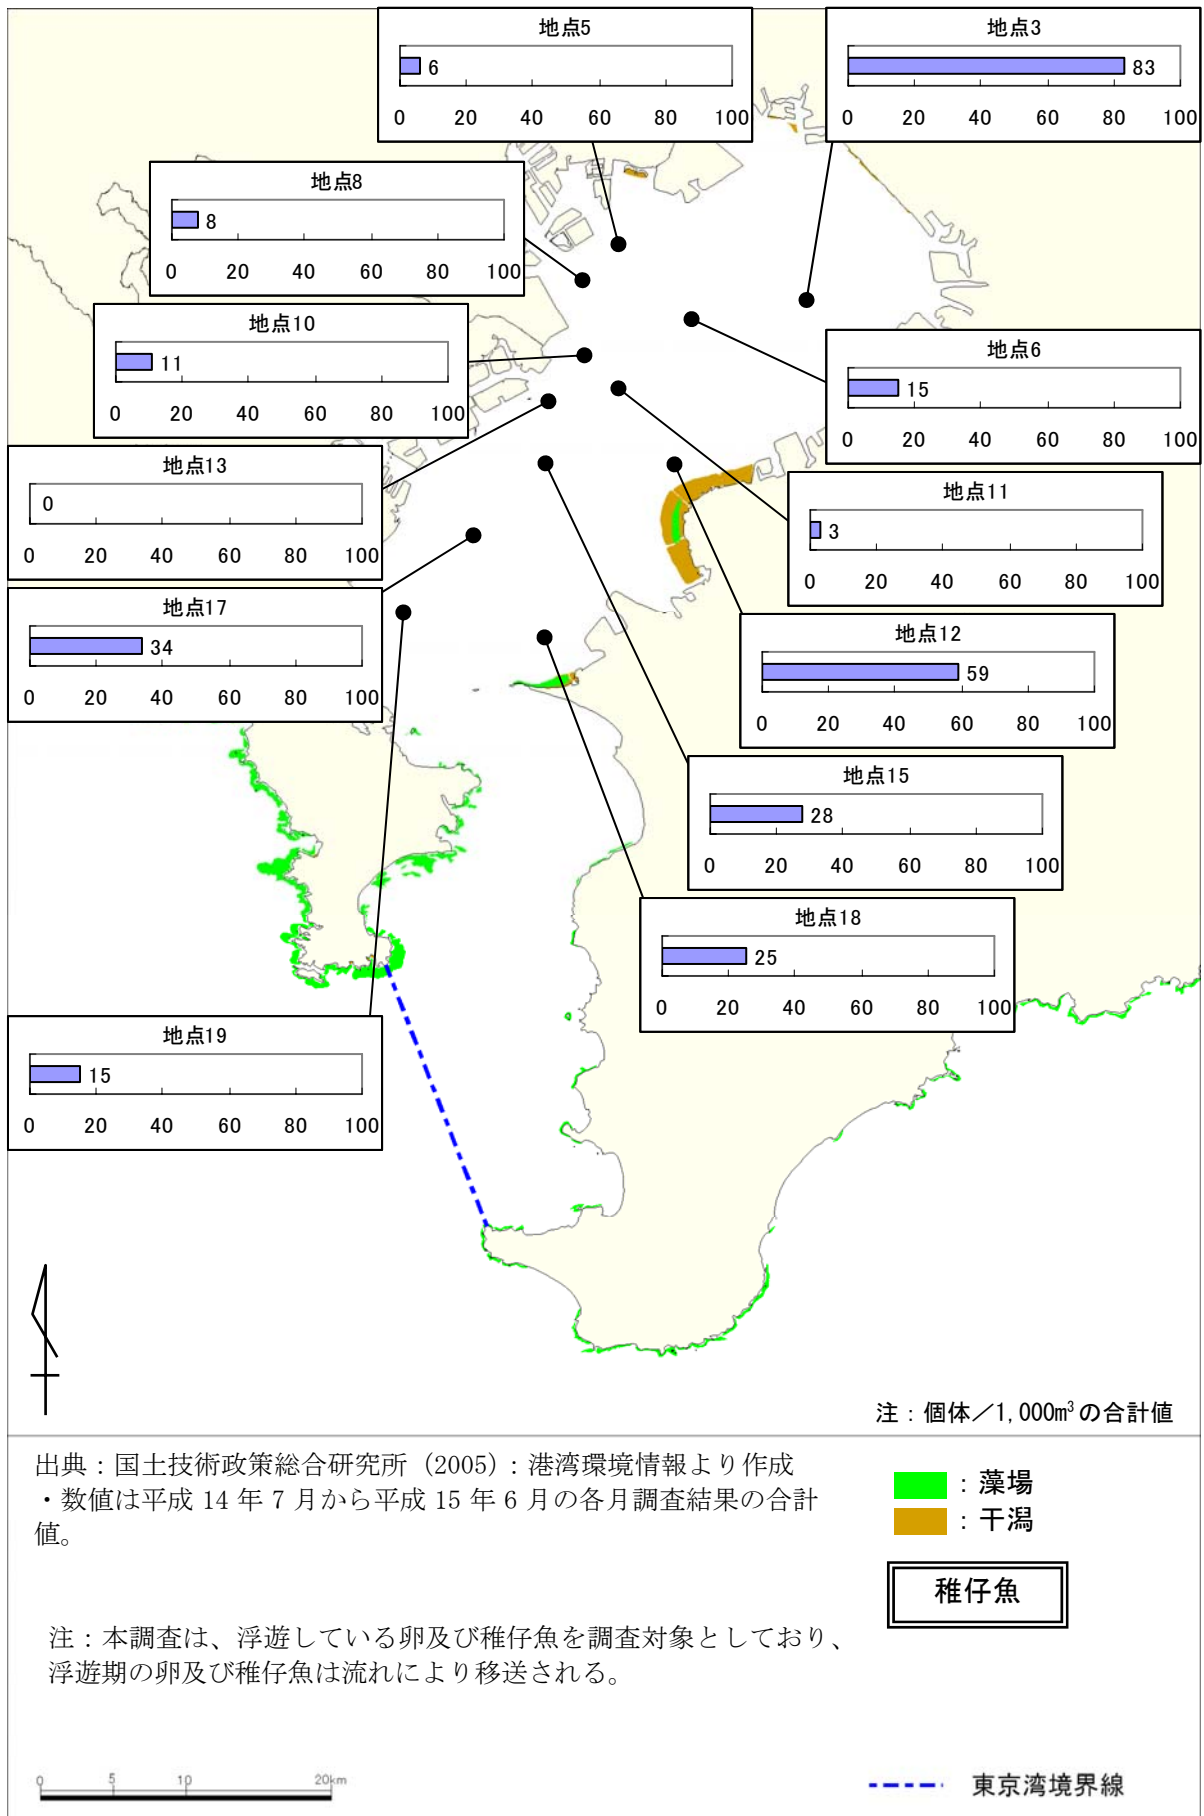 地点5
6
0 20 40 60 80 100
地点3
83
0 20 40 60 80 100
地点8
8
0 20 40 60 80 100
地点10
11
0 20 40 60 80 100
地点6
15
0 20 40 60 80 100
地点13
0
0 20 40 60 80 100
地点11
3
0 20 40 60 80 100
地点17
34
0 20 40 60 80 100
地点12
59
0 20 40 60 80 100
地点15
28
0 20 40 60 80 100
地点18
25
0 20 40 60 80 100
地点19
15
0 20 40 60 80 100
注：個体／1,000m³の合計値
出典：国土技術政策総合研究所（2005）：港湾環境情報より作成
・数値は平成 14 年 7 月から平成 15 年 6 月の各月調査結果の合計
値。
：藻場
：干潟
稚仔魚
注：本調査は、浮遊している卵及び稚仔魚を調査対象としており、
浮遊期の卵及び稚仔魚は流れにより移送される。
0 5 10 20km
東京湾境界線